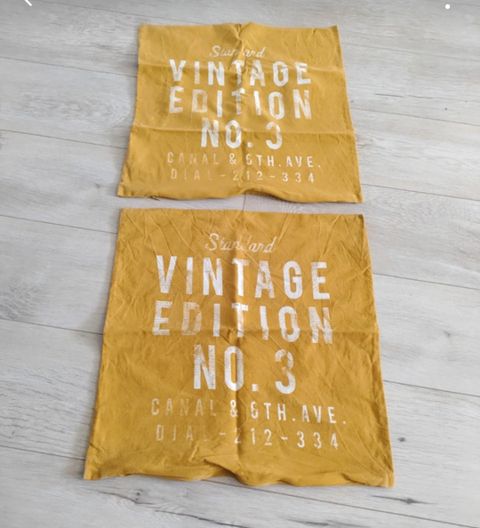 Standard
VINTAGE
EDITION
NO. 3
CANAL & 6TH.AVE.
DIAL-212-334
Standard
VINTAGE
EDITION
NO. 3
CANAL & 6TH.AVE.
DIAL-212-334